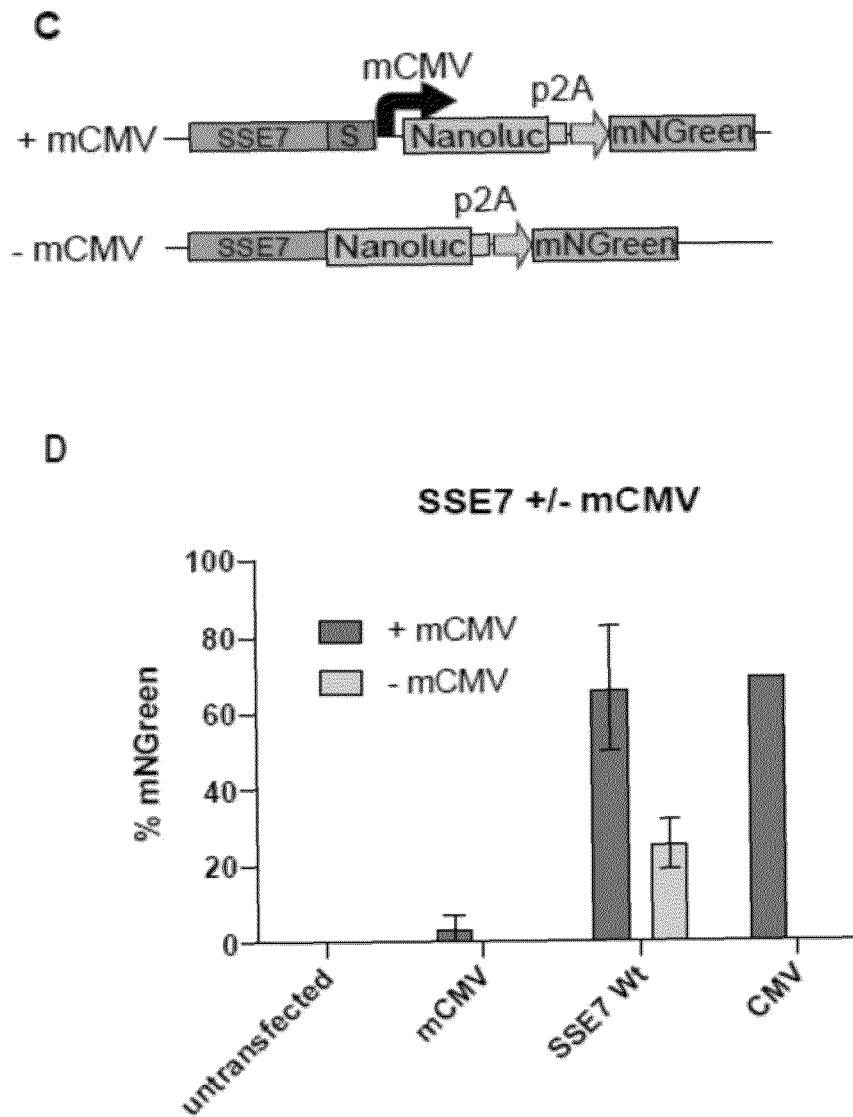 C
mCMV
p2A
+ mCMV
SSE7
S
Nanoluc
mNGreen
p2A
- mCMV
SSE7
Nanoluc
mNGreen
D
SSE7 +/- mCMV
% mNGreen
100
80
60
40
20
0
+ mCMV
- mCMV
untransfected
mCMV
SSE7 Wt
CMV